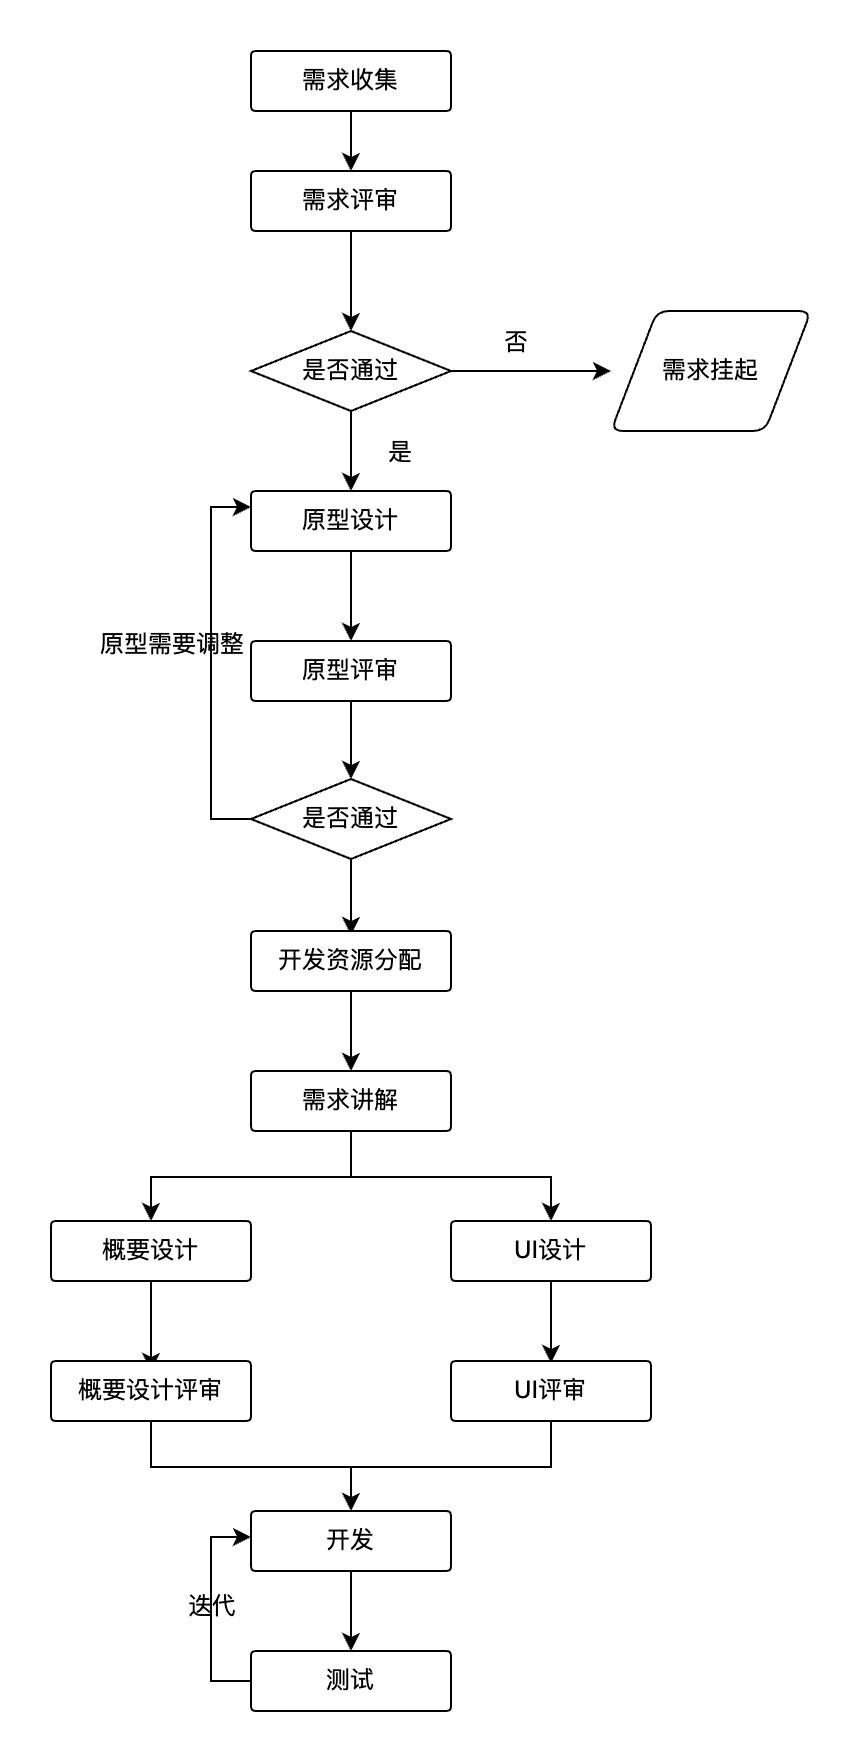 需求收集
需求评审
是否通过
否
需求挂起
是
原型设计
原型需要调整
原型评审
是否通过
开发资源分配
需求讲解
概要设计
UI设计
概要设计评审
UI评审
开发
迭代
测试